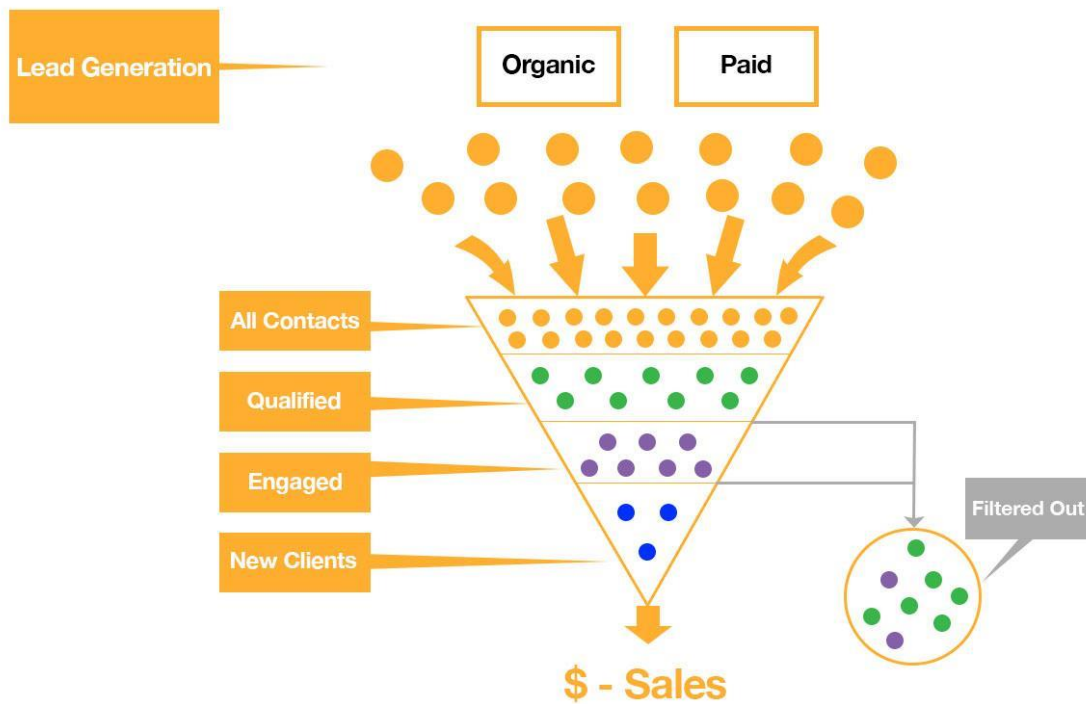 Lead Generation
Organic
Paid
All Contacts
Qualified
Engaged
Filtered Out
New Clients
$ - Sales